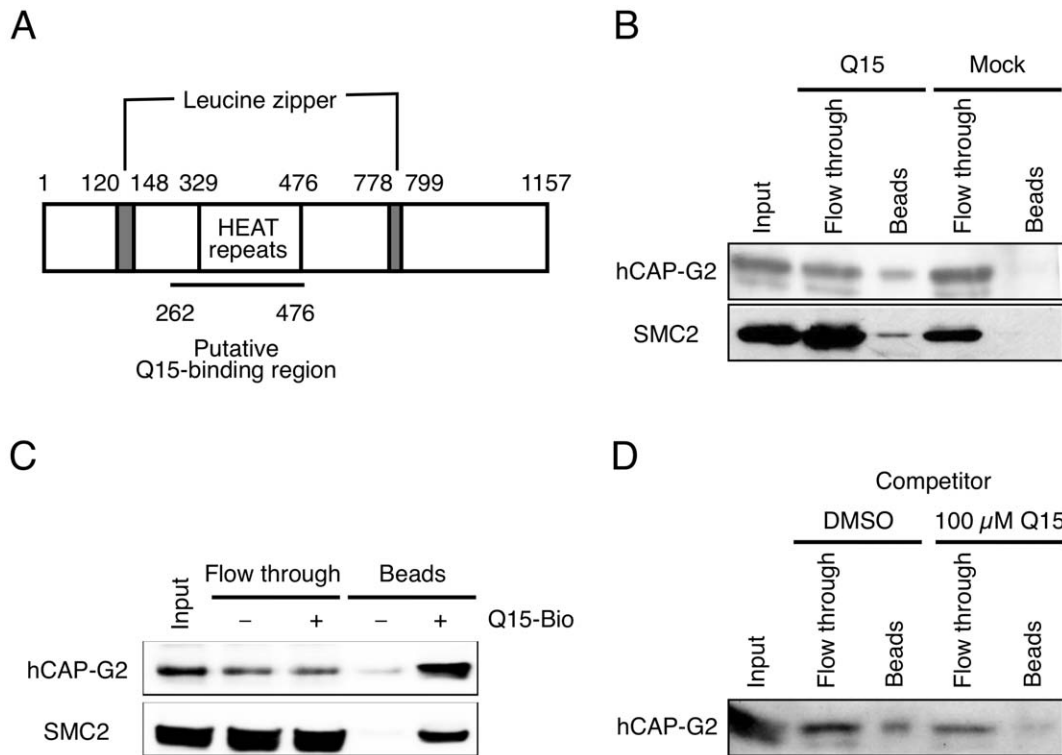 A
Leucine zipper
1 120 148 329 476 778 799 1157
HEAT
repeats
262 476
Putative
Q15-binding region
B
Q15 Mock
Input Flow through Beads Flow through Beads
hCAP-G2
SMC2
C
Input Flow through Beads
− + − + Q15-Bio
hCAP-G2
SMC2
D
Competitor
DMSO 100 µM Q15
Input Flow through Beads Flow through Beads
hCAP-G2